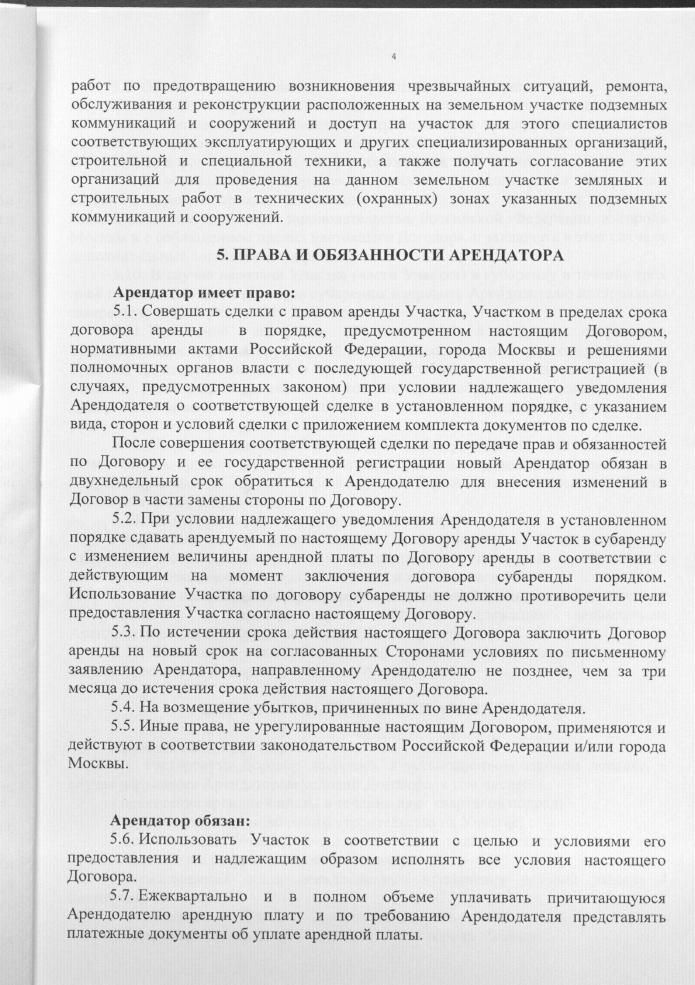 4
работ по предотвращению возникновения чрезвычайных ситуаций, ремонта,
обслуживания и реконструкции расположенных на земельном участке подземных
коммуникаций и сооружений и доступ на участок для этого специалистов
соответствующих эксплуатирующих и других специализированных организаций,
строительной и специальной техники, а также получать согласование этих
организаций для проведения на данном земельном участке земляных и
строительных работ в технических (охранных) зонах указанных подземных
коммуникаций и сооружений.
5. ПРАВА И ОБЯЗАННОСТИ АРЕНДАТОРА
Арендатор имеет право:
5.1. Совершать сделки с правом аренды Участка, Участком в пределах срока
договора аренды в порядке, предусмотренном настоящим Договором,
нормативными актами Российской Федерации, города Москвы и решениями
полномочных органов власти с последующей государственной регистрацией (в
случаях, предусмотренных законом) при условии надлежащего уведомления
Арендодателя о соответствующей сделке в установленном порядке, с указанием
вида, сторон и условий сделки с приложением комплекта документов по сделке.
После совершения соответствующей сделки по передаче прав и обязанностей
по Договору и ее государственной регистрации новый Арендатор обязан в
двухнедельный срок обратиться к Арендодателю для внесения изменений в
Договор в части замены стороны по Договору.
5.2. При условии надлежащего уведомления Арендодателя в установленном
порядке сдавать арендуемый по настоящему Договору аренды Участок в субаренду
с изменением величины арендной платы по Договору аренды в соответствии с
действующим на момент заключения договора субаренды порядком.
Использование Участка по договору субаренды не должно противоречить цели
предоставления Участка согласно настоящему Договору.
5.3. По истечении срока действия настоящего Договора заключить Договор
аренды на новый срок на согласованных Сторонами условиях по письменному
заявлению Арендатора, направленному Арендодателю не позднее, чем за три
месяца до истечения срока действия настоящего Договора.
5.4. На возмещение убытков, причиненных по вине Арендодателя.
5.5. Иные права, не урегулированные настоящим Договором, применяются и
действуют в соответствии законодательством Российской Федерации и/или города
Москвы.
Арендатор обязан:
5.6. Использовать Участок в соответствии с целью и условиями его
предоставления и надлежащим образом исполнять все условия настоящего
Договора.
5.7. Ежеквартально и в полном объеме уплачивать причитающуюся
Арендодателю арендную плату и по требованию Арендодателя представлять
платежные документы об уплате арендной платы.